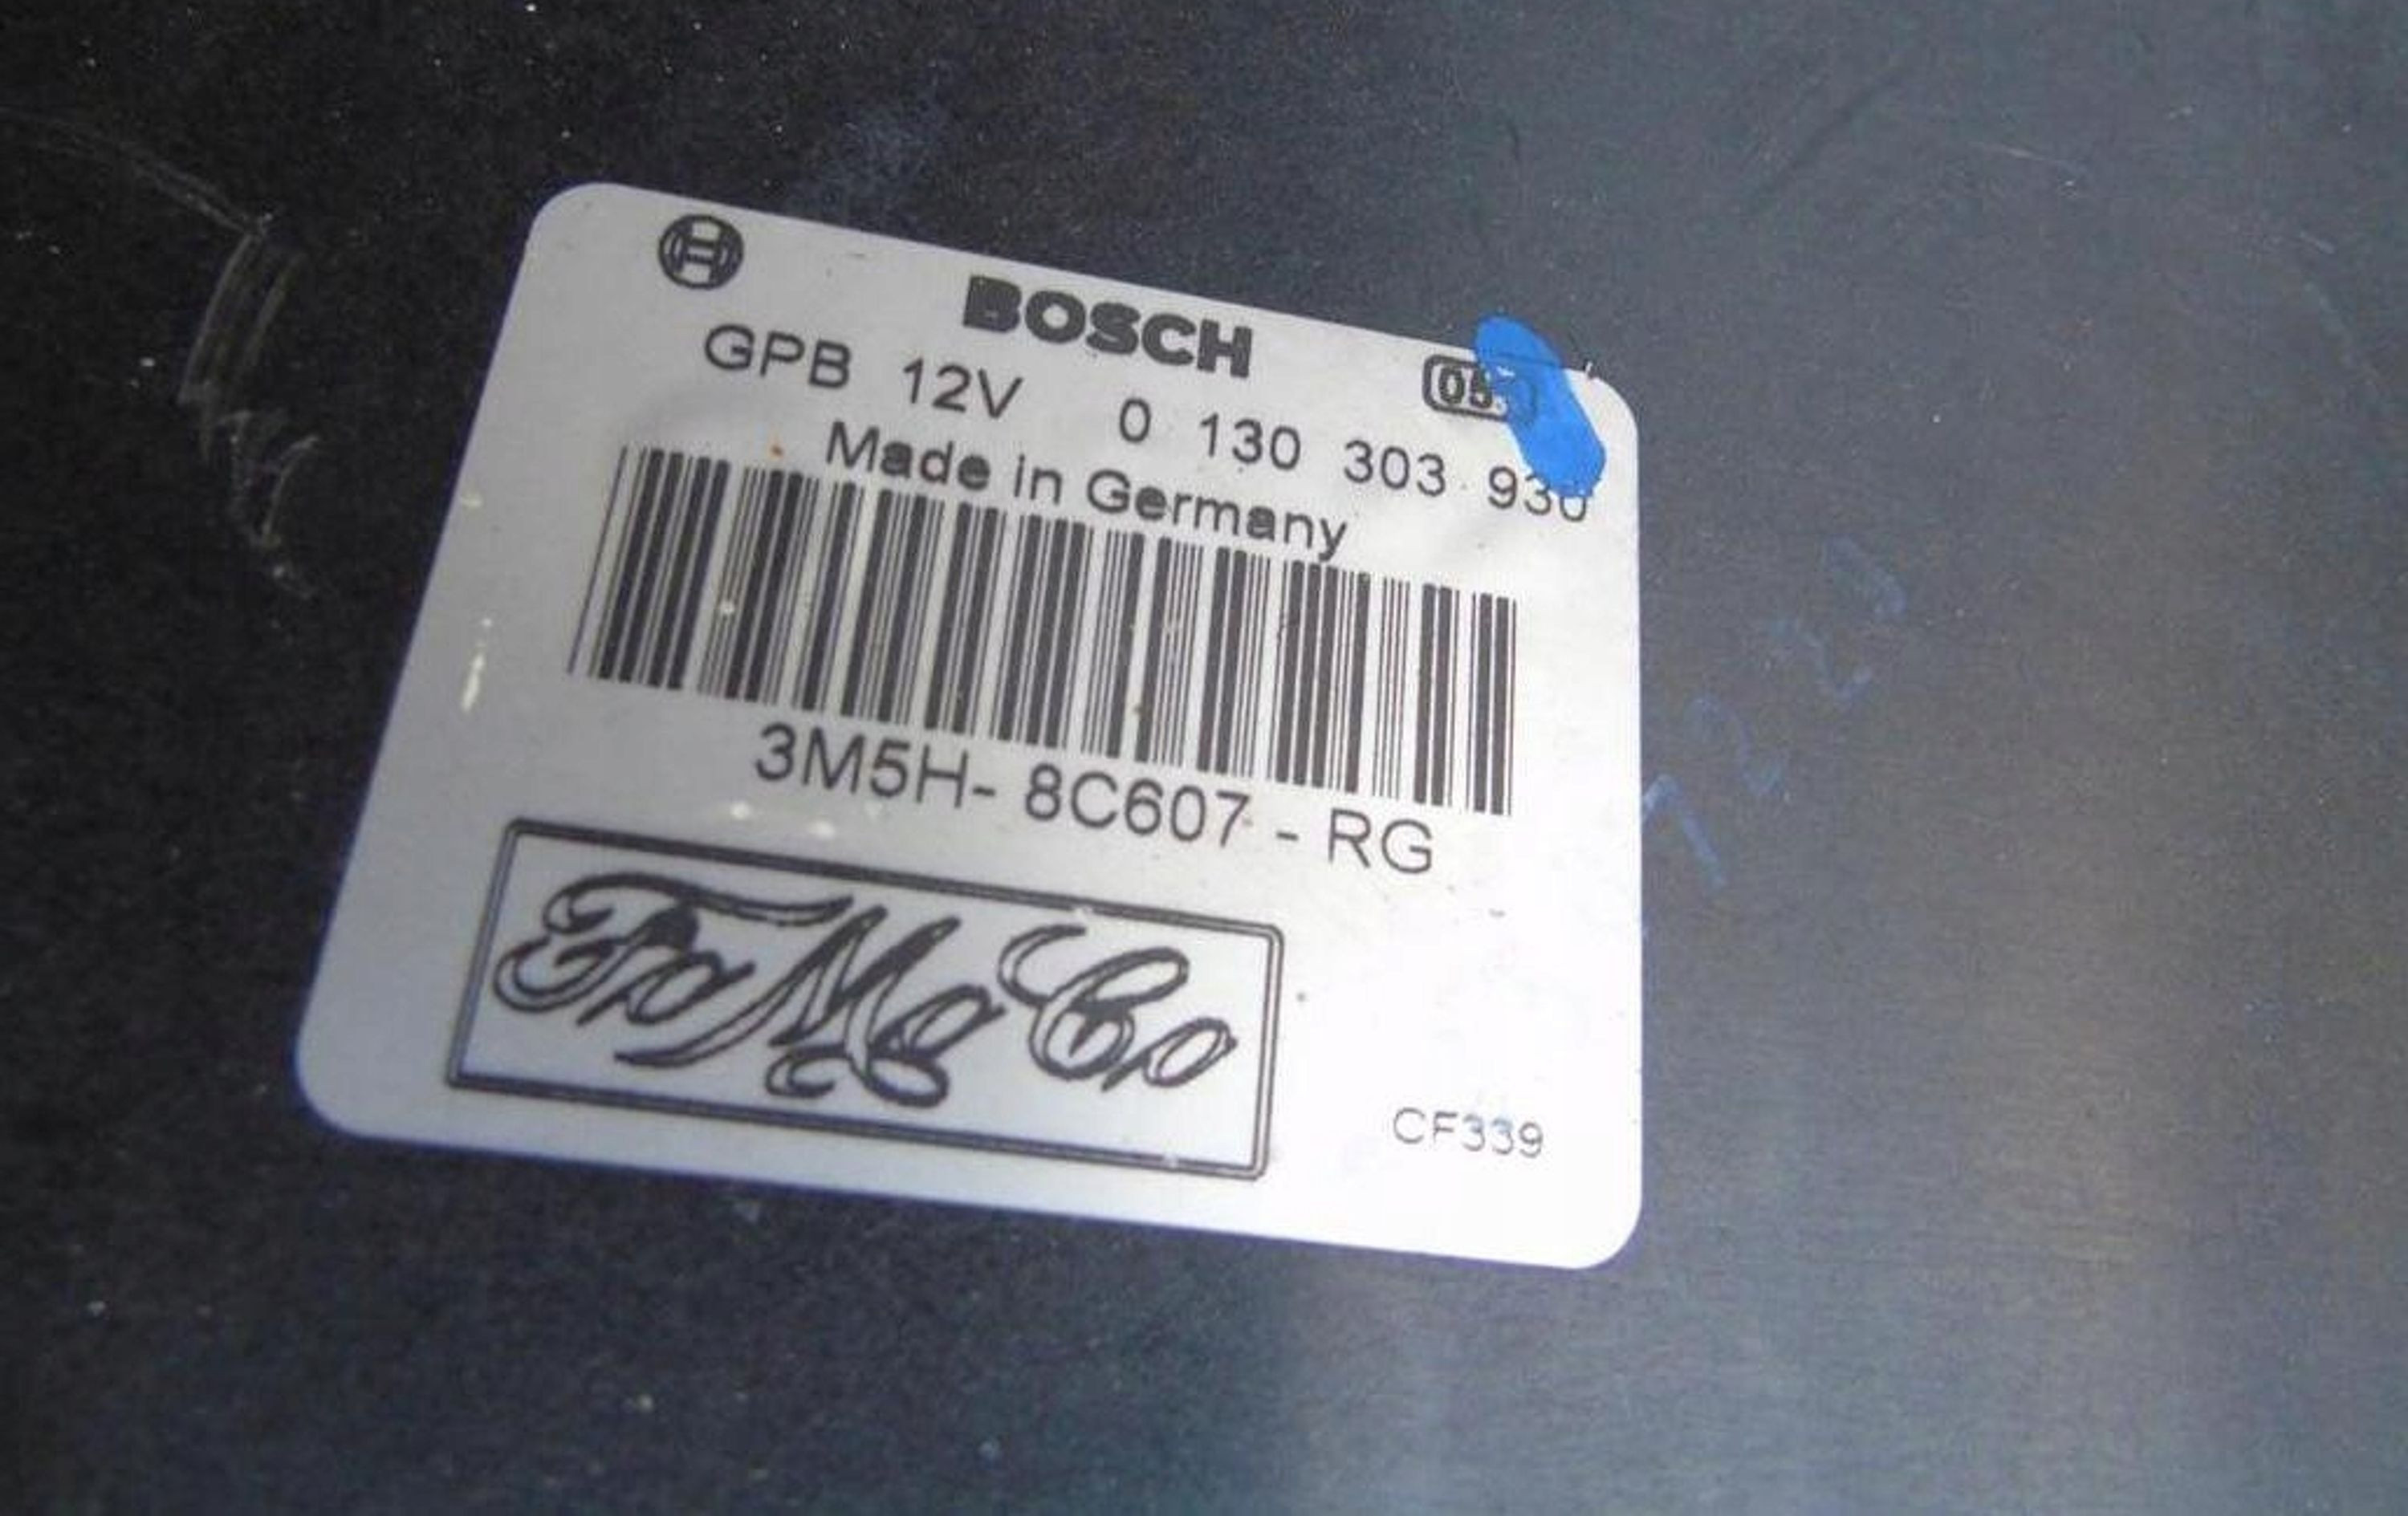 BOSCH
GPB 12V 0 130 303 930
Made in Germany
3M5H- 8C607 - RG
FoMoCo
CF339